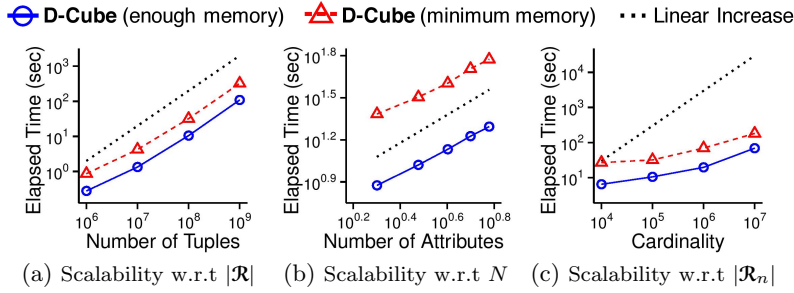 D-Cube (enough memory) D-Cube (minimum memory) Linear Increase
Elapsed Time (sec)
10^3
10^2
10^1
10^0
10^6 10^7 10^8 10^9
Number of Tuples
(a) Scalability w.r.t |𝓡|
Elapsed Time (sec)
10^1.8
10^1.5
10^1.2
10^0.9
10^0.2 10^0.4 10^0.6 10^0.8
Number of Attributes
(b) Scalability w.r.t N
Elapsed Time (sec)
10^4
10^3
10^2
10^1
10^4 10^5 10^6 10^7
Cardinality
(c) Scalability w.r.t |𝓡_n|